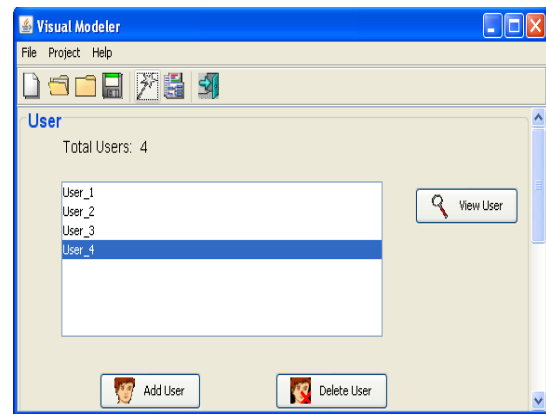 Visual Modeler
File Project Help
User
Total Users: 4
User_1
User_2
User_3
User_4
View User
Add User
Delete User